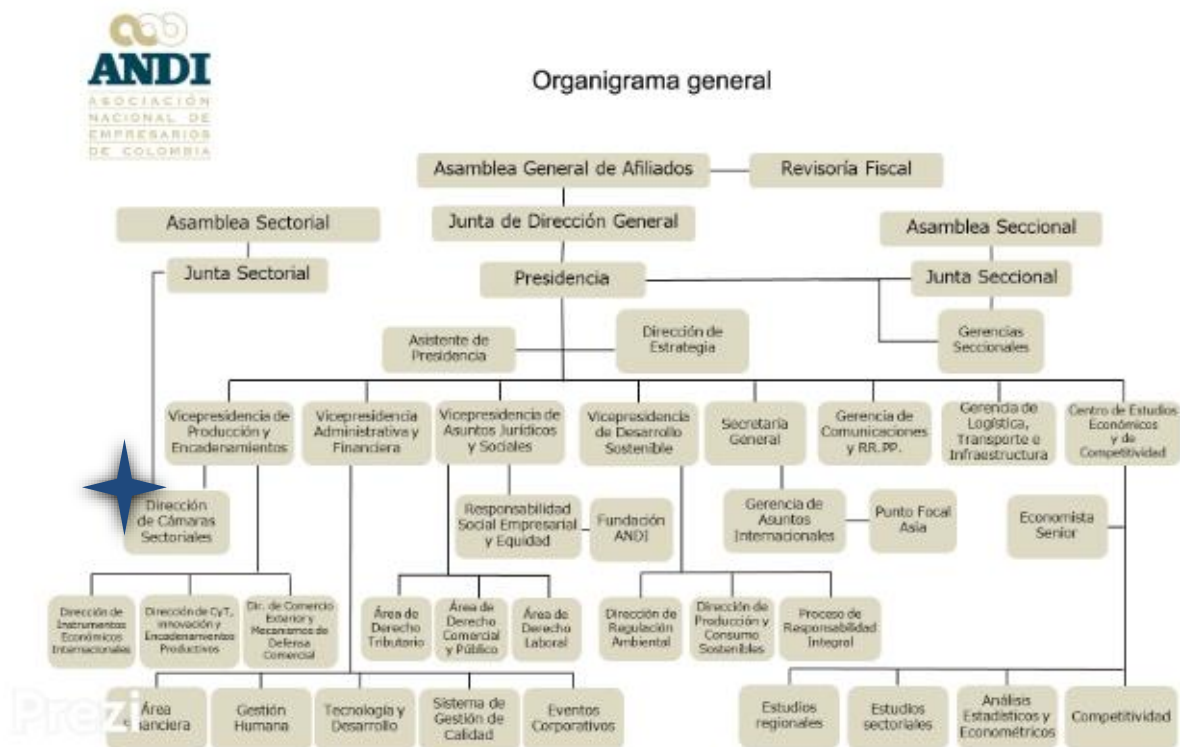 ANDI
ASOCIACIÓN
NACIONAL DE
EMPRESARIOS
DE COLOMBIA
Organigrama general
Asamblea General de Afiliados
Revisoría Fiscal
Asamblea Sectorial
Junta de Dirección General
Asamblea Seccional
Junta Sectorial
Presidencia
Junta Seccional
Asistente de
Presidencia
Dirección de
Estrategia
Gerencias
Seccionales
Vicepresidencia de
Producción y
Encadenamientos
Vicepresidencia
Administrativa y
Financiera
Vicepresidencia de
Asuntos Jurídicos
y Sociales
Vicepresidencia
de Desarrollo
Sostenible
Secretaría
General
Gerencia de
Comunicaciones
y RR.PP.
Gerencia de
Logística,
Transporte e
Infraestructura
Centro de Estudios
Económicos
y de
Competitividad
Dirección
de Cámaras
Sectoriales
Responsabilidad
Social Empresarial
y Equidad
Fundación
ANDI
Gerencia de
Asuntos
Internacionales
Punto Focal
Asia
Economista
Senior
Dirección de
Instrumentos
Económicos
Internacionales
Dirección de CyT,
innovación y
Encadenamientos
Productivos
Dir. de Comercio
Exterior y
Mecanismos de
Defensa
Comercial
Área de
Derecho
Tributario
Área de
Derecho
Comercial
y Público
Área de
Derecho
Laboral
Dirección de
Regulación
Ambiental
Dirección de
Producción y
Consumo
Sostenibles
Proceso de
Responsabilidad
Integral
Área
Financiera
Gestión
Humana
Tecnología y
Desarrollo
Sistema de
Gestión de
Calidad
Eventos
Corporativos
Estudios
regionales
Estudios
sectoriales
Análisis
Estadísticos y
Econométricos
Competitividad
Prezi